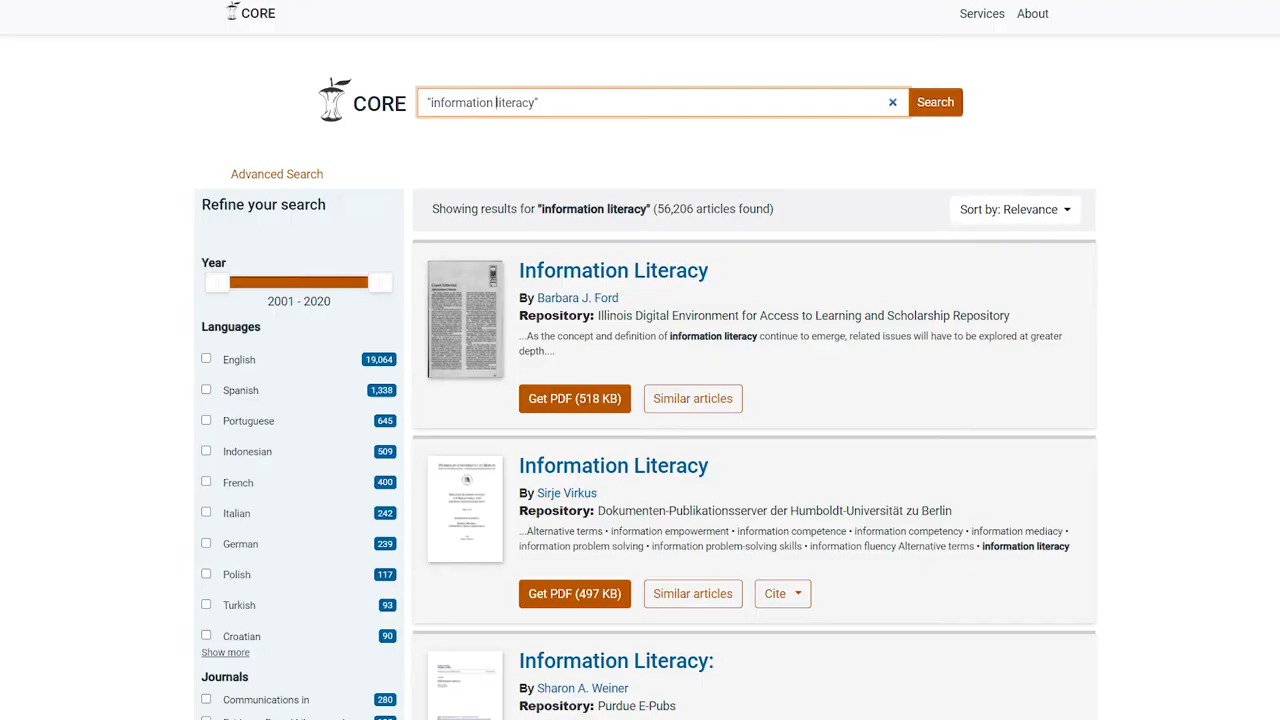 CORE
Services About
CORE
"information literacy" × Search
Advanced Search
Refine your search
Year
2001 - 2020
Languages
English 19,064
Spanish 1,338
Portuguese 645
Indonesian 509
French 400
Italian 242
German 239
Polish 117
Turkish 93
Croatian 90
Show more
Journals
Communications in 280
Showing results for "information literacy" (56,206 articles found)
Sort by: Relevance
Information Literacy
By Barbara J. Ford
Repository: Illinois Digital Environment for Access to Learning and Scholarship Repository
...As the concept and definition of information literacy continue to emerge, related issues will have to be explored at greater
depth....
Get PDF (518 KB) Similar articles
Information Literacy
By Sirje Virkus
Repository: Dokumenten-Publikationsserver der Humboldt-Universität zu Berlin
...Alternative terms • information empowerment • information competence • information competency • information mediacy •
information problem solving • information problem-solving skills • information fluency Alternative terms • information literacy
Get PDF (497 KB) Similar articles Cite
Information Literacy:
By Sharon A. Weiner
Repository: Purdue E-Pubs